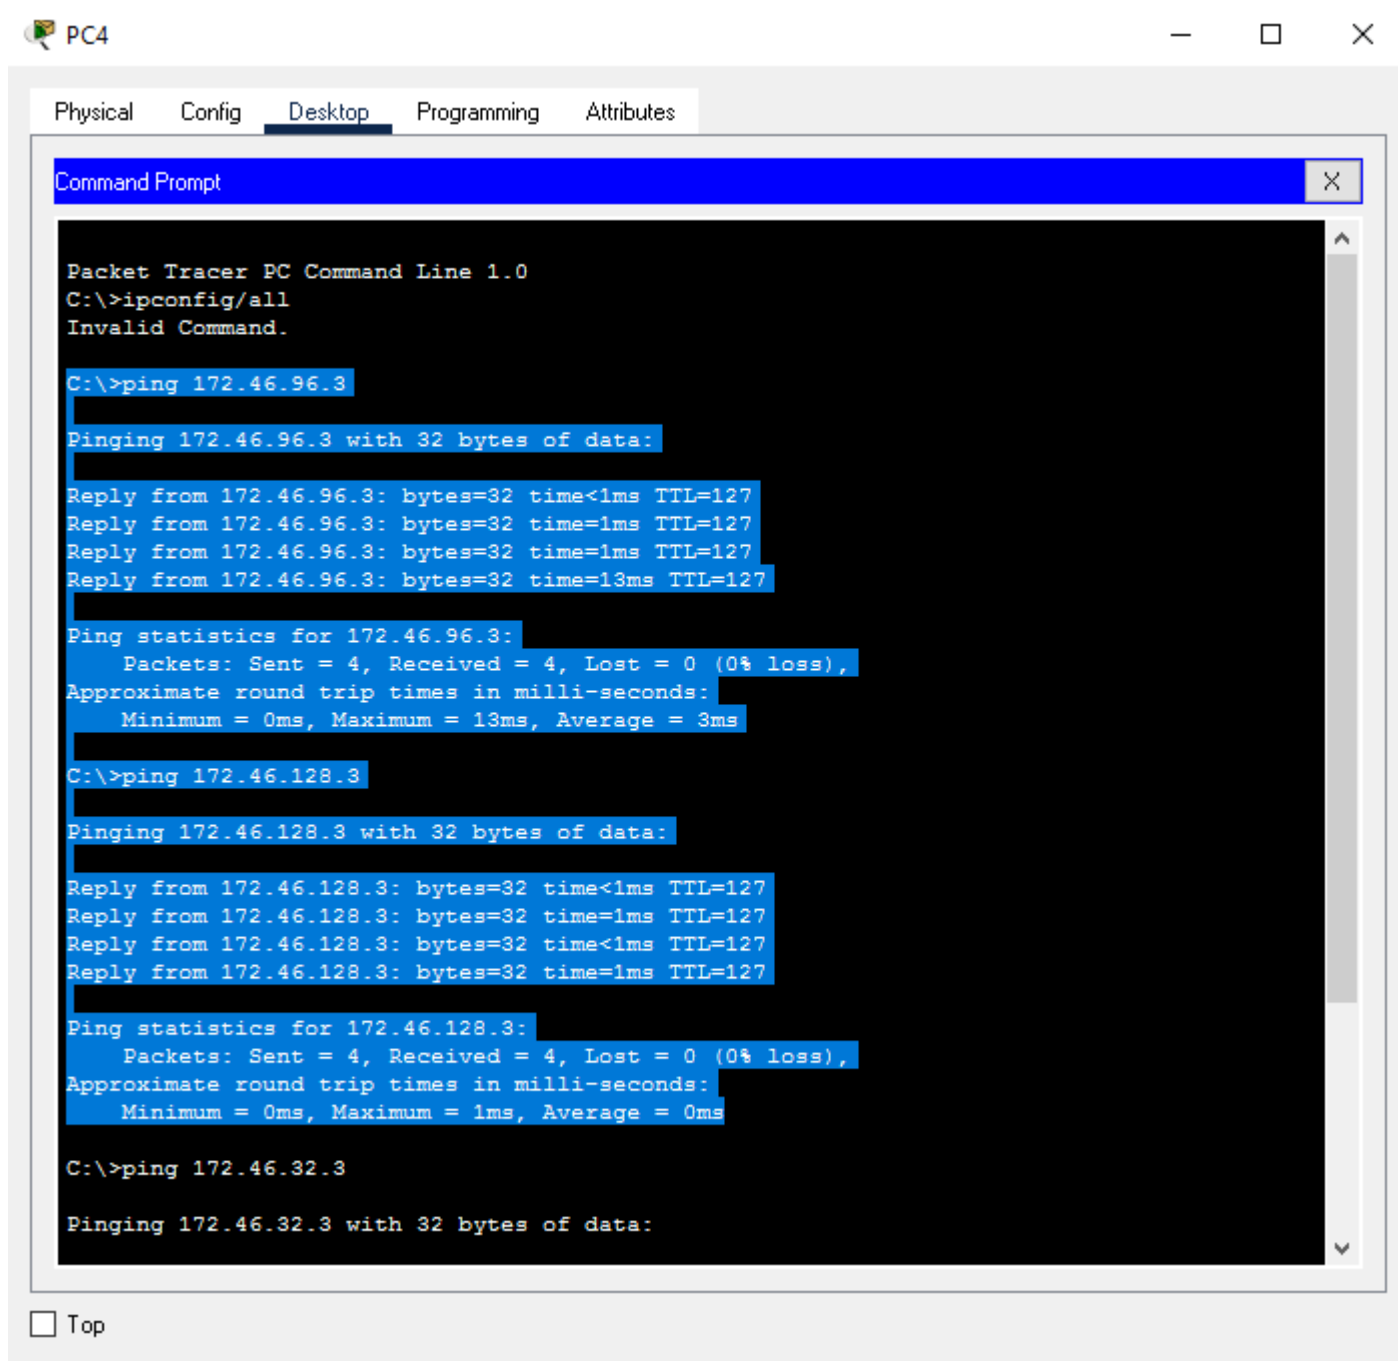 PC4
Physical Config Desktop Programming Attributes
Command Prompt X
Packet Tracer PC Command Line 1.0
C:\>ipconfig/all
Invalid Command.
C:\>ping 172.46.96.3
Pinging 172.46.96.3 with 32 bytes of data:
Reply from 172.46.96.3: bytes=32 time<1ms TTL=127
Reply from 172.46.96.3: bytes=32 time=1ms TTL=127
Reply from 172.46.96.3: bytes=32 time=1ms TTL=127
Reply from 172.46.96.3: bytes=32 time=13ms TTL=127
Ping statistics for 172.46.96.3:
    Packets: Sent = 4, Received = 4, Lost = 0 (0% loss),
Approximate round trip times in milli-seconds:
    Minimum = 0ms, Maximum = 13ms, Average = 3ms
C:\>ping 172.46.128.3
Pinging 172.46.128.3 with 32 bytes of data:
Reply from 172.46.128.3: bytes=32 time<1ms TTL=127
Reply from 172.46.128.3: bytes=32 time=1ms TTL=127
Reply from 172.46.128.3: bytes=32 time<1ms TTL=127
Reply from 172.46.128.3: bytes=32 time=1ms TTL=127
Ping statistics for 172.46.128.3:
    Packets: Sent = 4, Received = 4, Lost = 0 (0% loss),
Approximate round trip times in milli-seconds:
    Minimum = 0ms, Maximum = 1ms, Average = 0ms
C:\>ping 172.46.32.3
Pinging 172.46.32.3 with 32 bytes of data:
Top